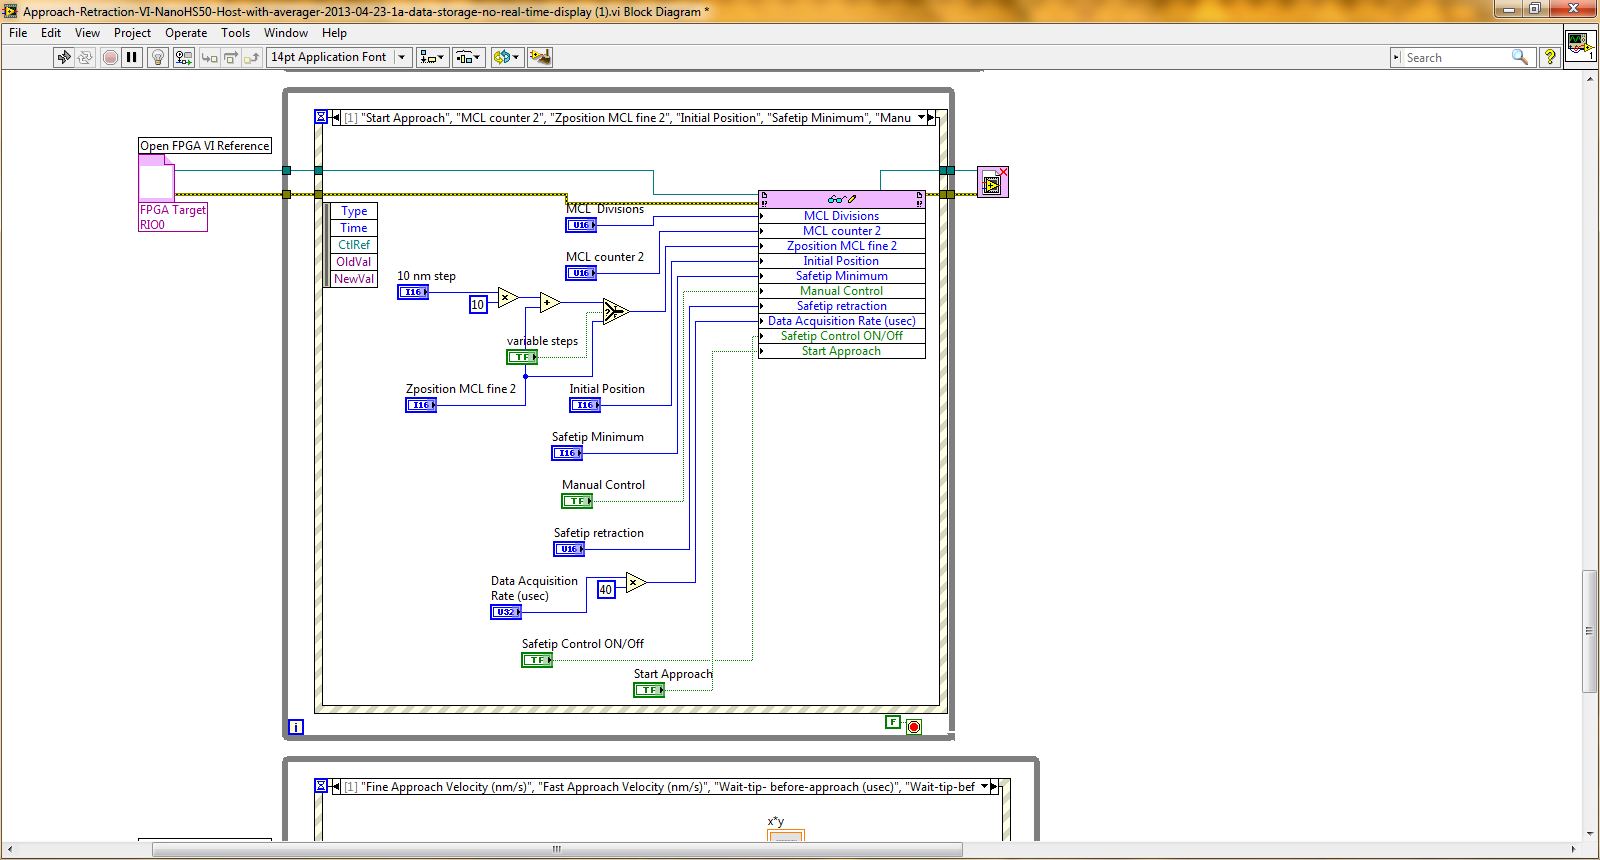 Approach-Retraction-VI-NanoHS50-Host-with-averager-2013-04-23-1a-data-storage-no-real-time-display (1).vi Block Diagram *
File Edit View Project Operate Tools Window Help
14pt Application Font
Search
?
1
[1] "Start Approach", "MCL counter 2", "Zposition MCL fine 2", "Initial Position", "Safetip Minimum", "Manu
Open FPGA VI Reference
FPGA Target
RIO0
Type
Time
CtlRef
OldVal
NewVal
MCL Divisions
U16
MCL counter 2
U16
10 nm step
I16
10
x
+
?
variable steps
TF
Zposition MCL fine 2
I16
Initial Position
I16
Safetip Minimum
I16
Manual Control
TF
Safetip retraction
U16
Data Acquisition
Rate (usec)
U32
40
x
Safetip Control ON/Off
TF
Start Approach
TF
MCL Divisions
MCL counter 2
Zposition MCL fine 2
Initial Position
Safetip Minimum
Manual Control
Safetip retraction
Data Acquisition Rate (usec)
Safetip Control ON/Off
Start Approach
i
F
[1] "Fine Approach Velocity (nm/s)", "Fast Approach Velocity (nm/s)", "Wait-tip- before-approach (usec)", "Wait-tip-bef
x*y